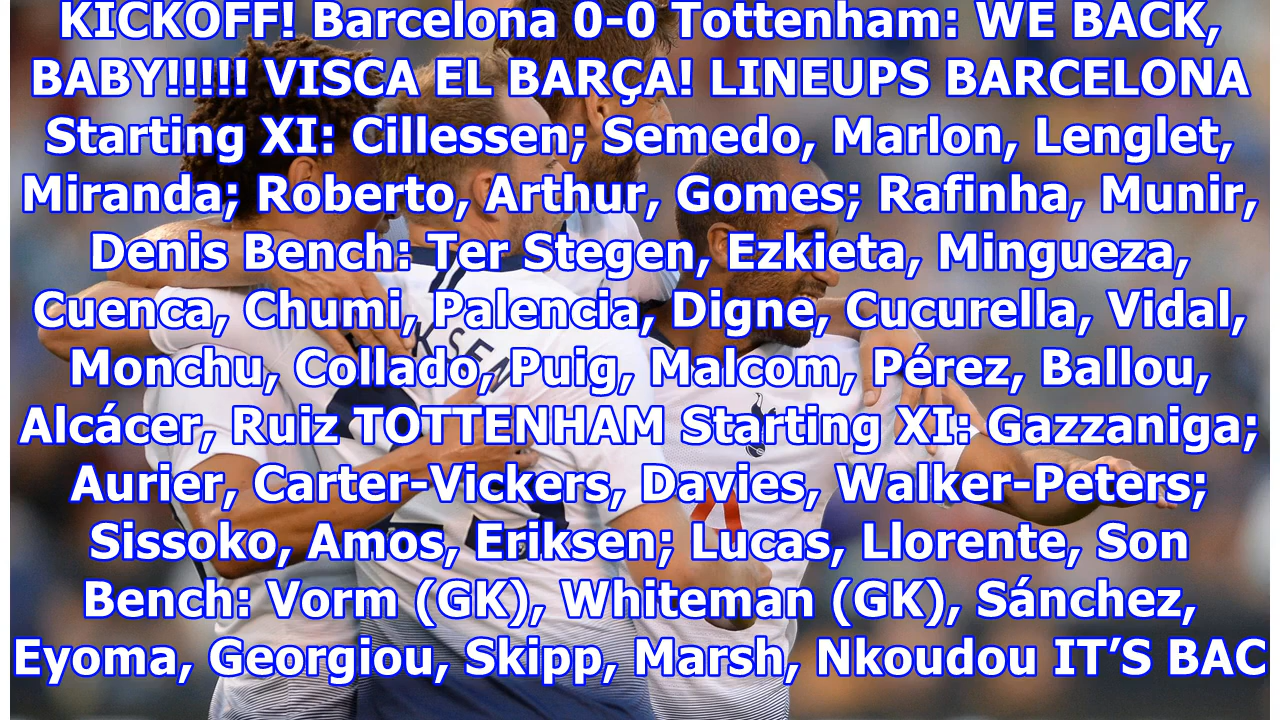 KICKOFF! Barcelona 0-0 Tottenham: WE BACK,
BABY!!!!! VISCA EL BARÇA! LINEUPS BARCELONA
Starting XI: Cillessen; Semedo, Marlon, Lenglet,
Miranda; Roberto, Arthur, Gomes; Rafinha, Munir,
Denis Bench: Ter Stegen, Ezkieta, Mingueza,
Cuenca, Chumi, Palencia, Digne, Cucurella, Vidal,
Monchu, Collado, Puig, Malcom, Pérez, Ballou,
Alcácer, Ruiz TOTTENHAM Starting XI: Gazzaniga;
Aurier, Carter-Vickers, Davies, Walker-Peters;
Sissoko, Amos, Eriksen; Lucas, Llorente, Son
Bench: Vorm (GK), Whiteman (GK), Sánchez,
Eyoma, Georgiou, Skipp, Marsh, Nkoudou IT’S BAC